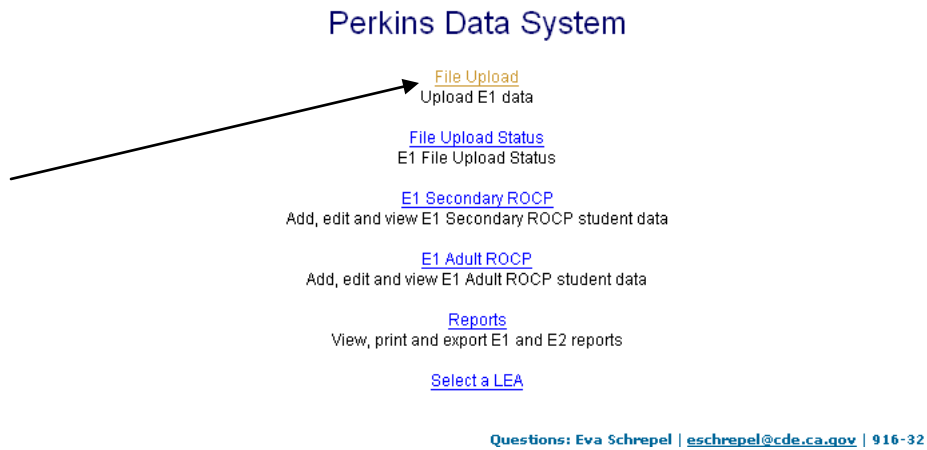 Perkins Data System
File Upload
Upload E1 data
File Upload Status
E1 File Upload Status
E1 Secondary ROCP
Add, edit and view E1 Secondary ROCP student data
E1 Adult ROCP
Add, edit and view E1 Adult ROCP student data
Reports
View, print and export E1 and E2 reports
Select a LEA
Questions: Eva Schrepel | eschrepel@cde.ca.gov | 916-32